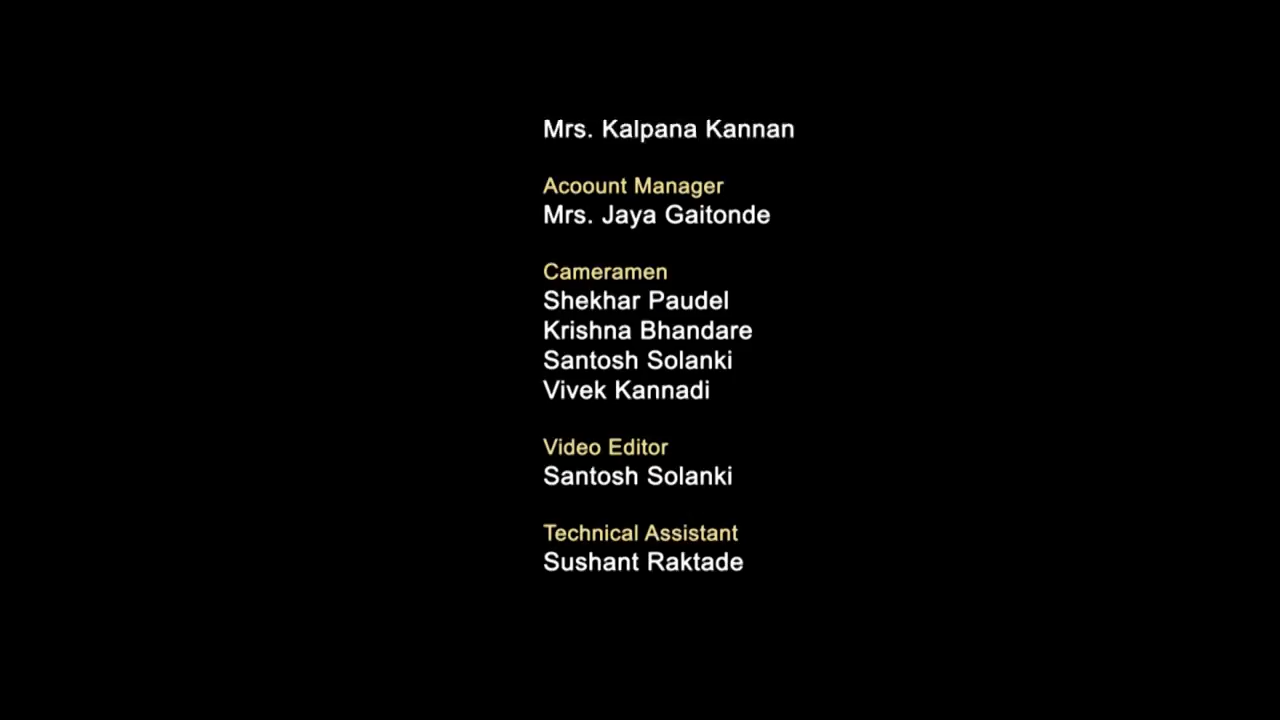 Mrs. Kalpana Kannan
Acoount Manager
Mrs. Jaya Gaitonde
Cameramen
Shekhar Paudel
Krishna Bhandare
Santosh Solanki
Vivek Kannadi
Video Editor
Santosh Solanki
Technical Assistant
Sushant Raktade